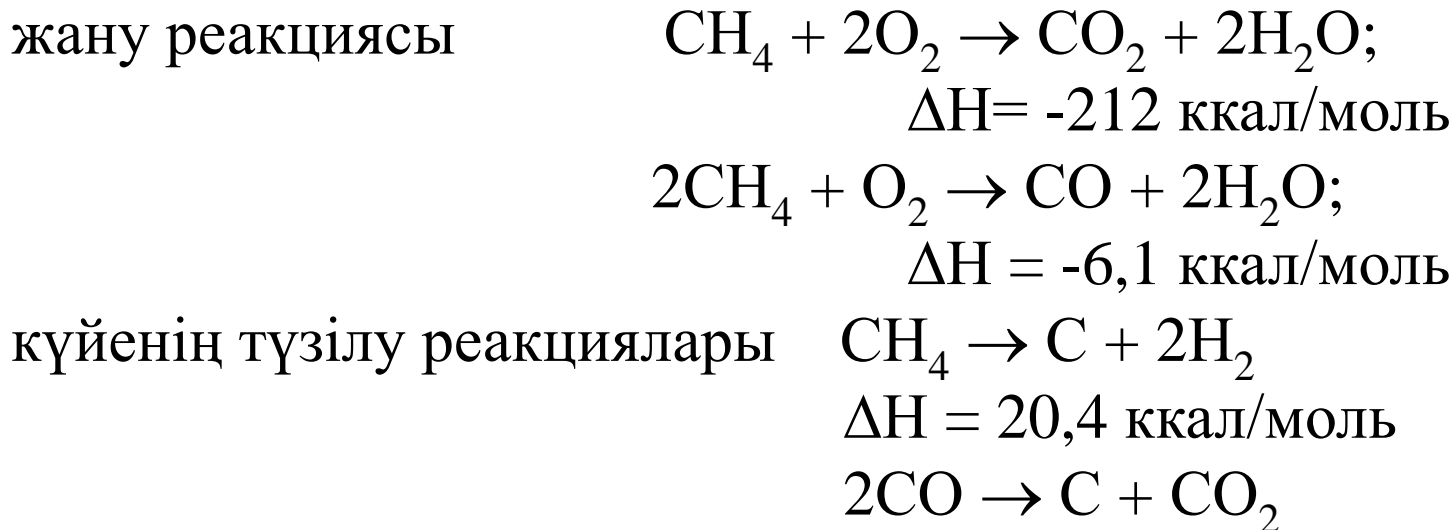 жану реакциясы CH₄ + 2O₂ → CO₂ + 2H₂O;
ΔH= -212 ккал/моль
2CH₄ + O₂ → CO + 2H₂O;
ΔH = -6,1 ккал/моль
күйенің түзілу реакциялары CH₄ → C + 2H₂
ΔH = 20,4 ккал/моль
2CO → C + CO₂